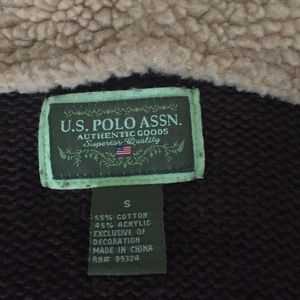 U.S. POLO ASSN.
AUTHENTIC GOODS
Superior Quality
S
55% COTTON
45% ACRYLIC
EXCLUSIVE OF
DECORATION
MADE IN CHINA
RN# 99324